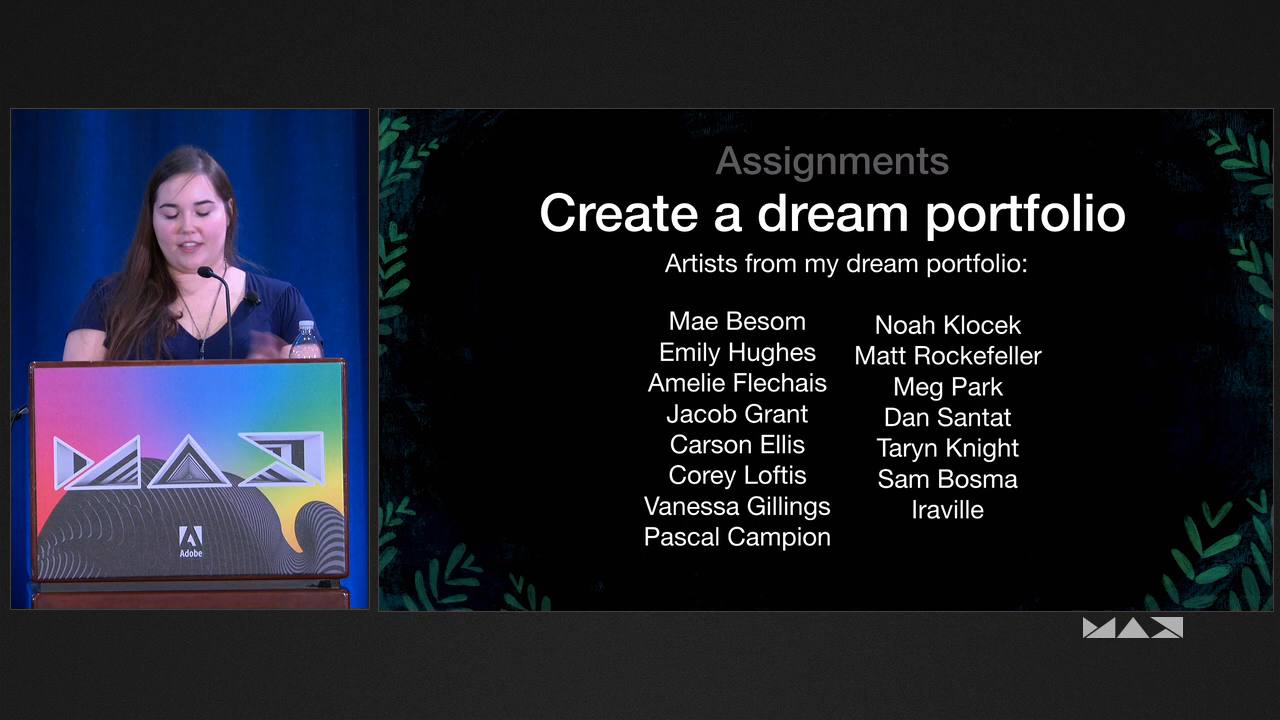 Assignments
Create a dream portfolio
Artists from my dream portfolio:
Mae Besom
Emily Hughes
Amelie Flechais
Jacob Grant
Carson Ellis
Corey Loftis
Vanessa Gillings
Pascal Campion
Noah Klocek
Matt Rockefeller
Meg Park
Dan Santat
Taryn Knight
Sam Bosma
Iraville
MAX
Adobe
MAX